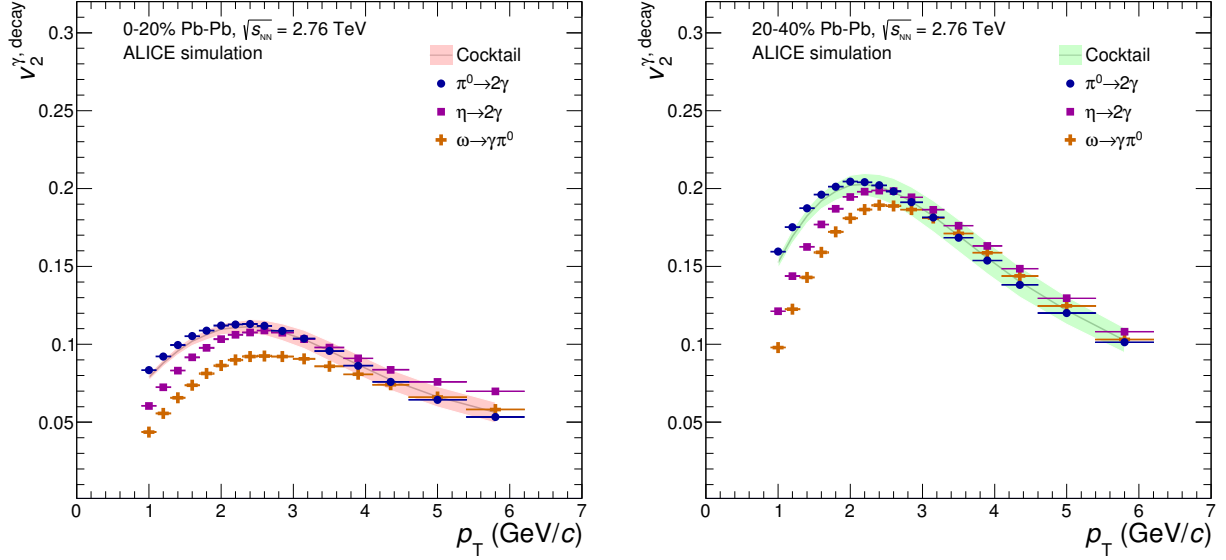 0-20% Pb-Pb, √s_NN = 2.76 TeV
ALICE simulation
Cocktail
π⁰→2γ
η→2γ
ω→γπ⁰
v₂^γ, decay
0.3
0.25
0.2
0.15
0.1
0.05
0 1 2 3 4 5 6 7
p_T (GeV/c)
20-40% Pb-Pb, √s_NN = 2.76 TeV
ALICE simulation
Cocktail
π⁰→2γ
η→2γ
ω→γπ⁰
v₂^γ, decay
0.3
0.25
0.2
0.15
0.1
0.05
0 1 2 3 4 5 6 7
p_T (GeV/c)